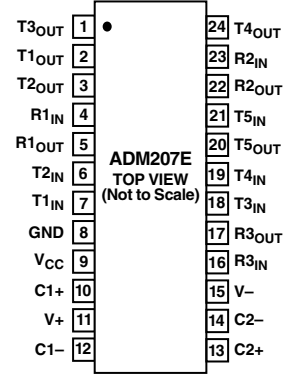 T3OUT 1 24 T4OUT
T1OUT 2 23 R2IN
T2OUT 3 22 R2OUT
R1IN 4 21 T5IN
R1OUT 5 20 T5OUT
ADM207E
T2IN 6 19 T4IN
TOP VIEW
(Not to Scale)
T1IN 7 18 T3IN
GND 8 17 R3OUT
VCC 9 16 R3IN
C1+ 10 15 V–
V+ 11 14 C2–
C1– 12 13 C2+